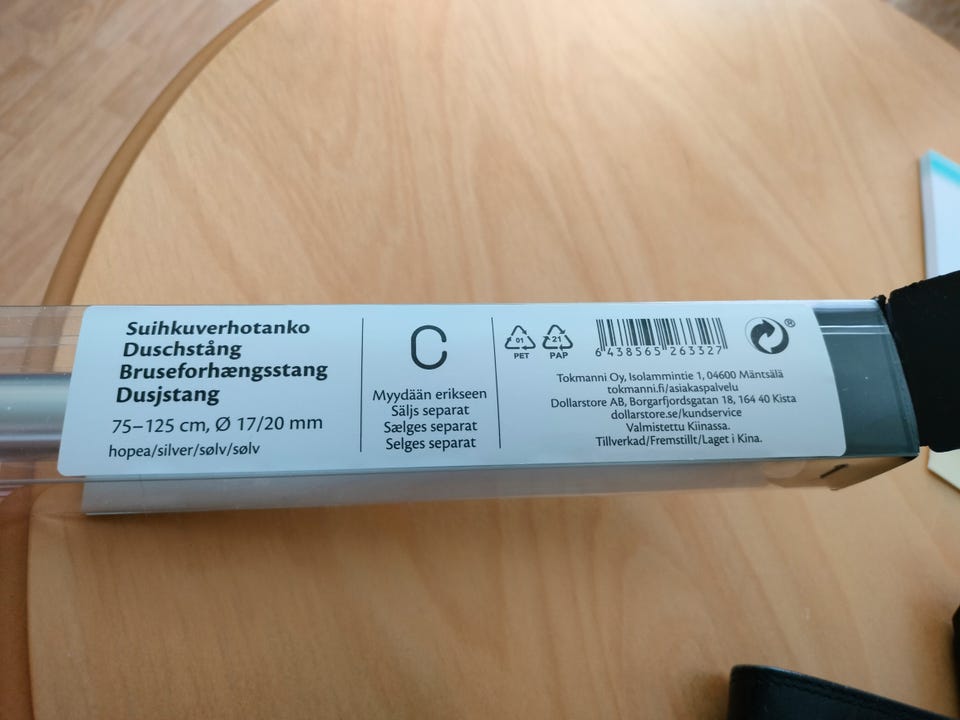 Suihkuverhotanko
Duschstång
Bruseforhængsstang
Dusjstang
75–125 cm, Ø 17/20 mm
hopea/silver/sølv/sølv
Myydään erikseen
Säljs separat
Sælges separat
Selges separat
01
PET
21
PAP
6 438565 263327
®
Tokmanni Oy, Isolammintie 1, 04600 Mäntsälä
tokmanni.fi/asiakaspalvelu
Dollarstore AB, Borgarfjordsgatan 18, 164 40 Kista
dollarstore.se/kundservice
Valmistettu Kiinassa.
Tillverkad/Fremstillt/Laget i Kina.